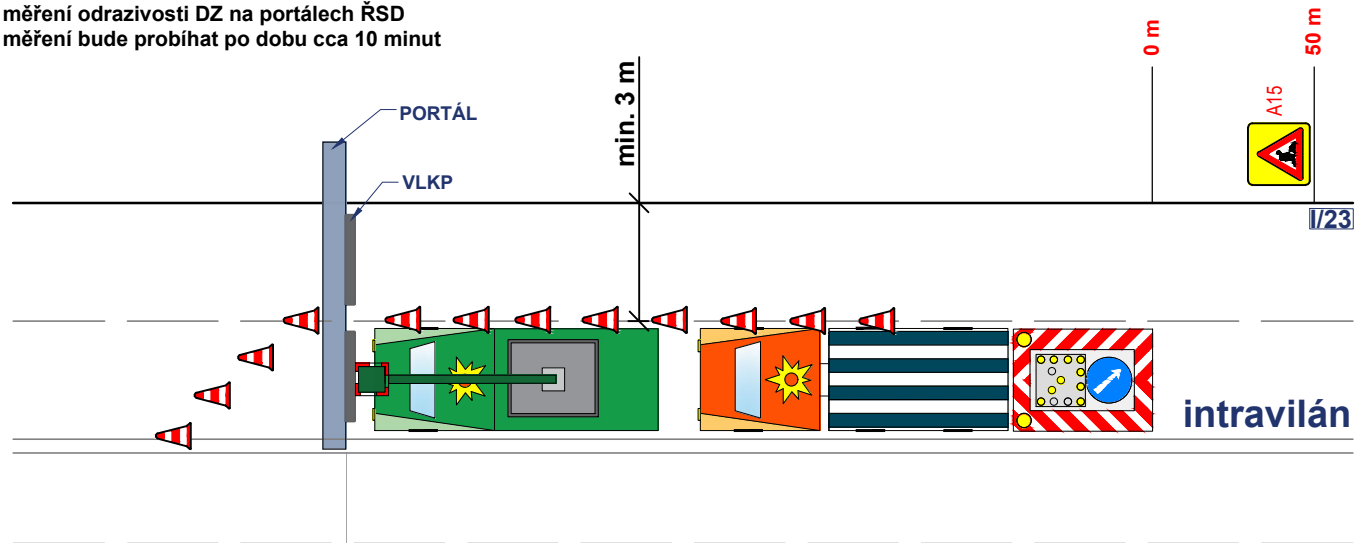 měření odrazivosti DZ na portálech ŘSD
měření bude probíhat po dobu cca 10 minut
PORTÁL
VLKP
min. 3 m
0 m
50 m
A15
I/23
intravilán